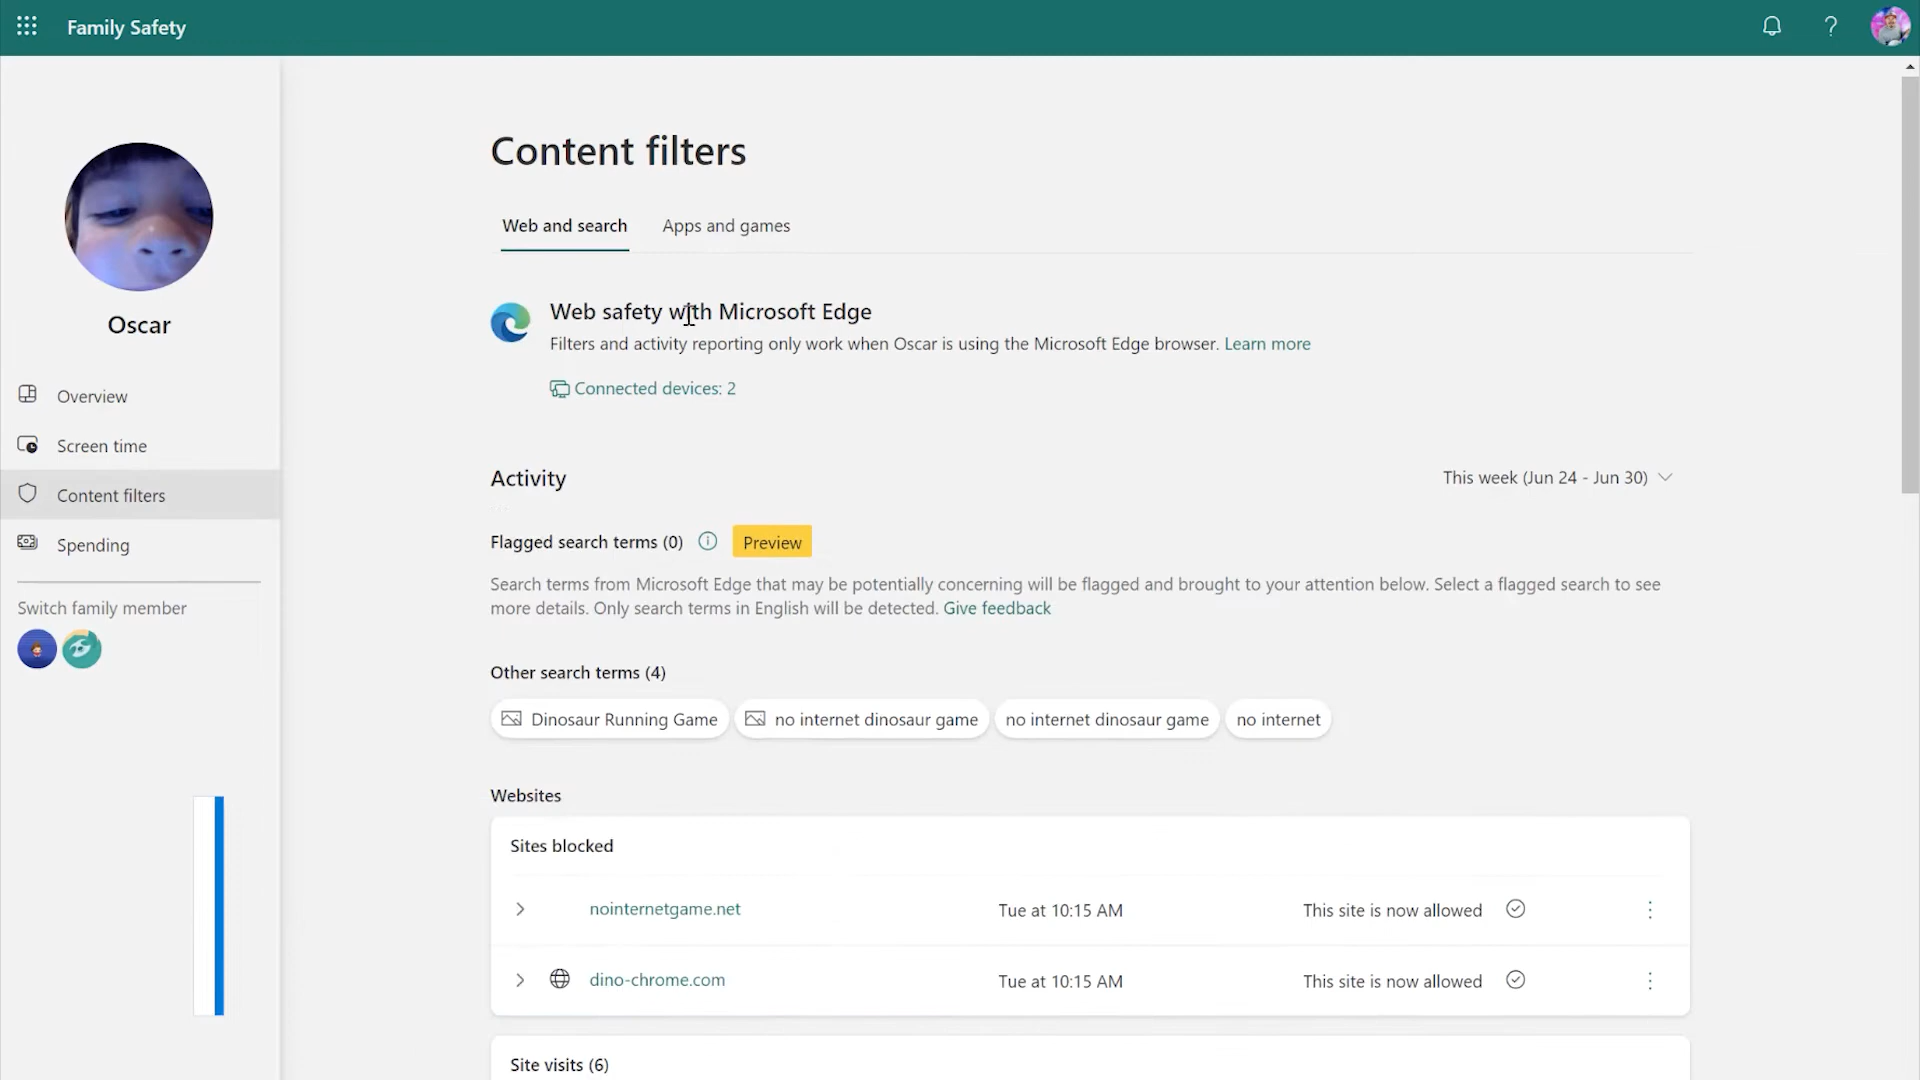 Family Safety
?
Oscar
Overview
Screen time
Content filters
Spending
Switch family member
Content filters
Web and search
Apps and games
Web safety with Microsoft Edge
Filters and activity reporting only work when Oscar is using the Microsoft Edge browser. Learn more
Connected devices: 2
Activity
This week (Jun 24 - Jun 30)
Flagged search terms (0)
Preview
Search terms from Microsoft Edge that may be potentially concerning will be flagged and brought to your attention below. Select a flagged search to see
more details. Only search terms in English will be detected. Give feedback
Other search terms (4)
Dinosaur Running Game
no internet dinosaur game
no internet dinosaur game
no internet
Websites
Sites blocked
nointernetgame.net
Tue at 10:15 AM
This site is now allowed
dino-chrome.com
Tue at 10:15 AM
This site is now allowed
Site visits (6)